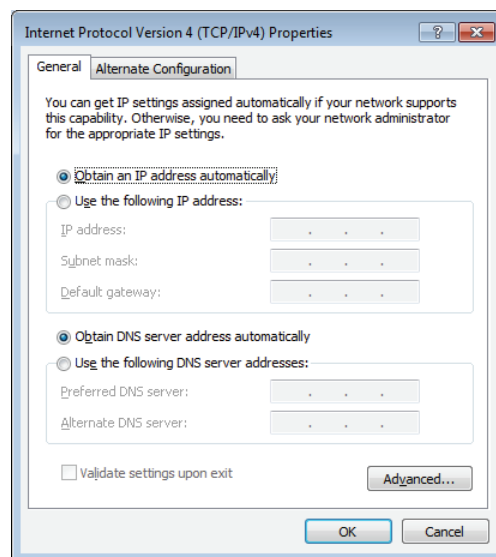 Internet Protocol Version 4 (TCP/IPv4) Properties
?
General
Alternate Configuration
You can get IP settings assigned automatically if your network supports
this capability. Otherwise, you need to ask your network administrator
for the appropriate IP settings.
Obtain an IP address automatically
Use the following IP address:
IP address:
Subnet mask:
Default gateway:
Obtain DNS server address automatically
Use the following DNS server addresses:
Preferred DNS server:
Alternate DNS server:
Validate settings upon exit
Advanced...
OK
Cancel